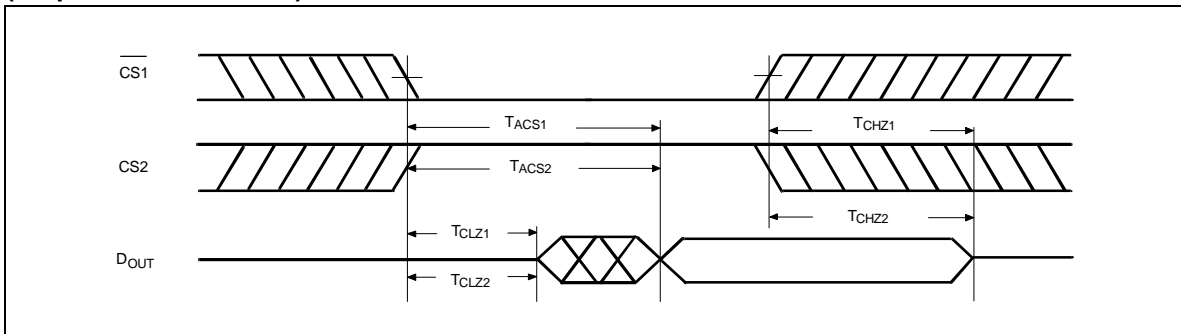 CS1
TACS1
TCHZ1
CS2
TACS2
TCHZ2
TCLZ1
DOUT
TCLZ2